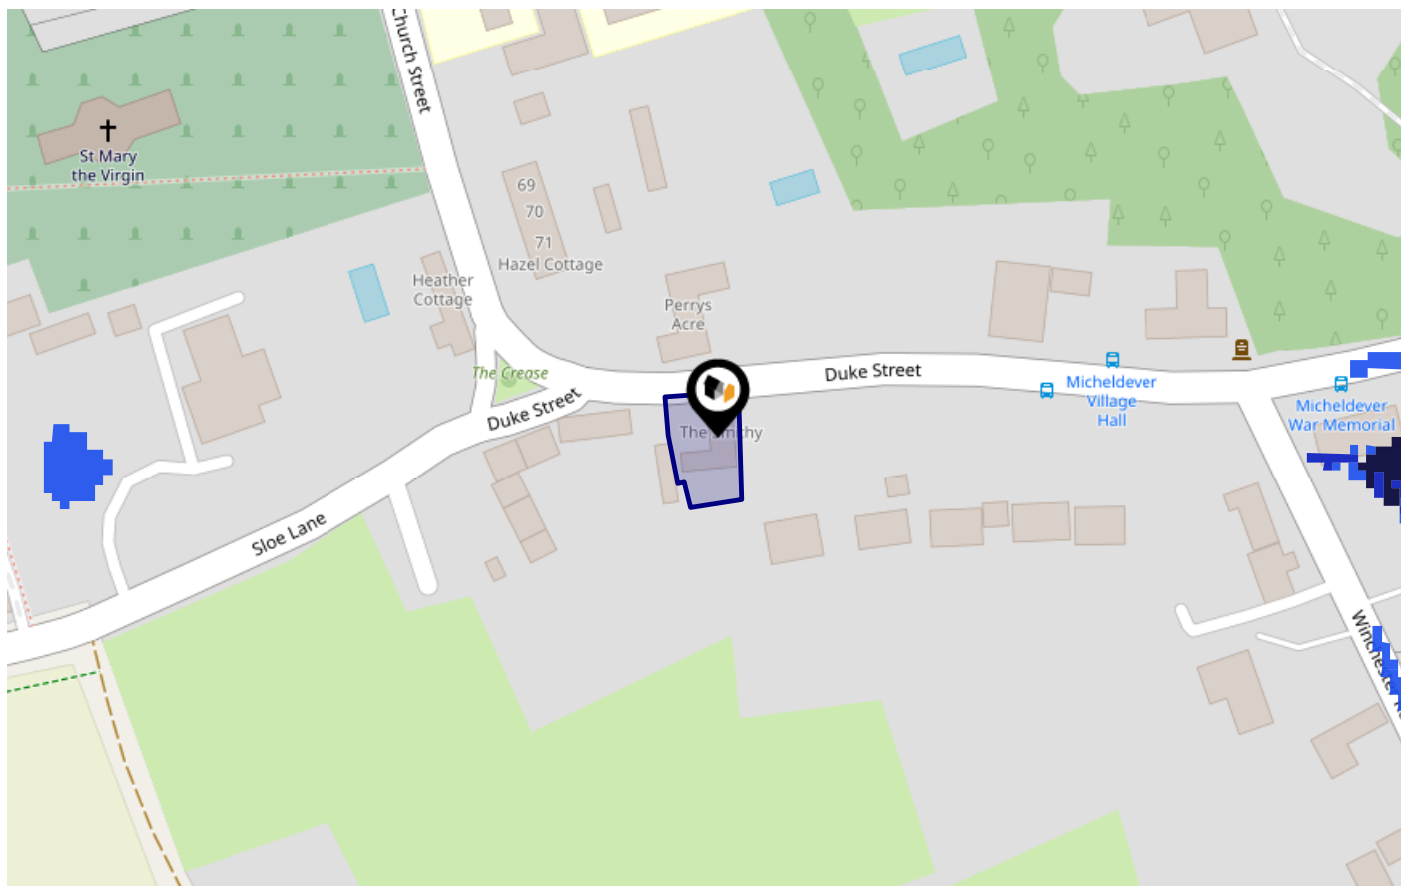 Church Street
St Mary
the Virgin
69
70
71
Hazel Cottage
Heather
Cottage
Perrys
Acre
The Crease
Duke Street
Duke Street
Micheldever
Village
Hall
Micheldever
War Memorial
Sloe Lane